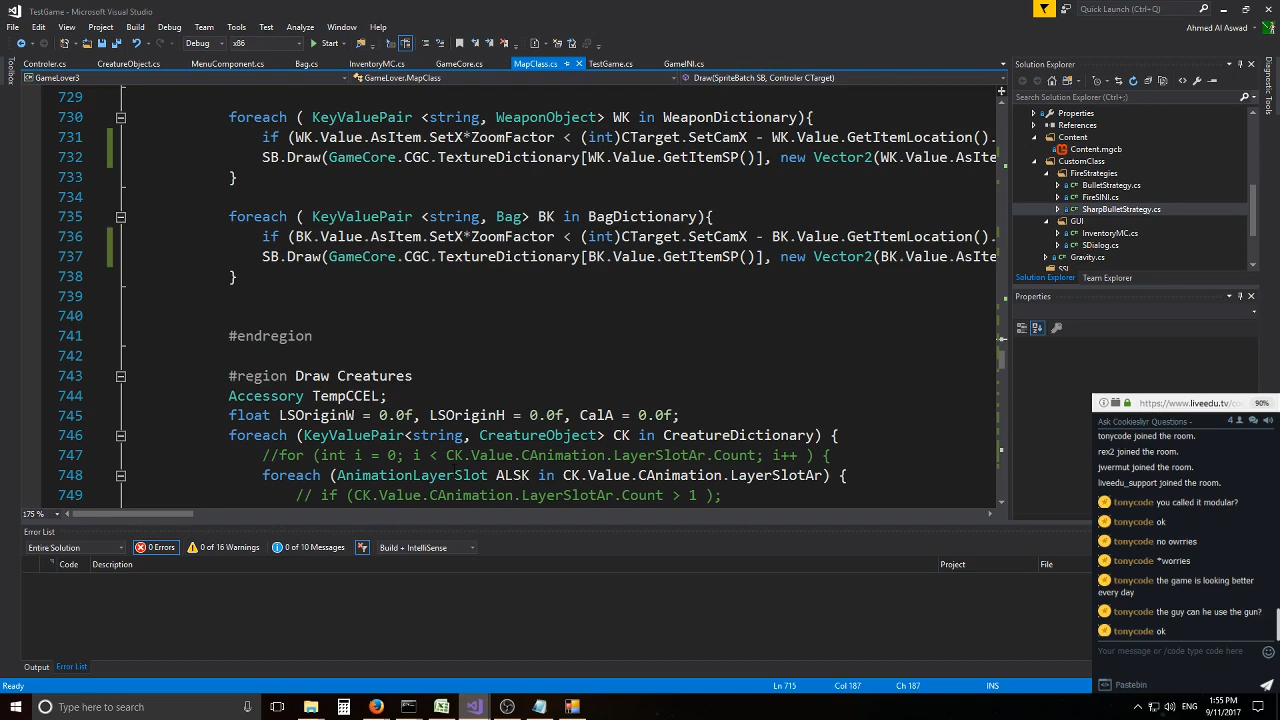 TestGame - Microsoft Visual Studio
Quick Launch (Ctrl+Q)
File Edit View Project Build Debug Team Tools Test Analyze Window Help
Ahmed Al Aswad
Debug x86 Start
Controler.cs CreatureObject.cs MenuComponent.cs Bag.cs InventoryMC.cs GameCore.cs MapClass.cs TestGame.cs GameINI.cs
GameLover3 GameLover.MapClass Draw(SpriteBatch SB, Controler CTarget)
Toolbox
729
730 foreach ( KeyValuePair <string, WeaponObject> WK in WeaponDictionary){
731 if (WK.Value.AsItem.SetX*ZoomFactor < (int)CTarget.SetCamX - WK.Value.GetItemLocation().
732 SB.Draw(GameCore.CGC.TextureDictionary[WK.Value.GetItemSP()], new Vector2(WK.Value.AsIte
733 }
734
735 foreach ( KeyValuePair <string, Bag> BK in BagDictionary){
736 if (BK.Value.AsItem.SetX*ZoomFactor < (int)CTarget.SetCamX - BK.Value.GetItemLocation().
737 SB.Draw(GameCore.CGC.TextureDictionary[BK.Value.GetItemSP()], new Vector2(BK.Value.AsIte
738 }
739
740
741 #endregion
742
743 #region Draw Creatures
744 Accessory TempCCEL;
745 float LSOriginW = 0.0f, LSOriginH = 0.0f, CalA = 0.0f;
746 foreach (KeyValuePair<string, CreatureObject> CK in CreatureDictionary) {
747 //for (int i = 0; i < CK.Value.CAnimation.LayerSlotAr.Count; i++ ) {
748 foreach (AnimationLayerSlot ALSK in CK.Value.CAnimation.LayerSlotAr) {
749 // if (CK.Value.CAnimation.LayerSlotAr.Count > 1 );
175 %
Solution Explorer
Search Solution Explorer (Ctrl+;)
Properties
References
Content
Content.mgcb
CustomClass
FireStrategies
BulletStrategy.cs
FireSINI.cs
SharpBulletStrategy.cs
GUI
InventoryMC.cs
SDialog.cs
Gravity.cs
Solution Explorer Team Explorer
Properties
Diagnostic Tools
Error List
Entire Solution 0 Errors 0 of 16 Warnings 0 of 10 Messages Build + IntelliSense
Code Description Project File
Output Error List
Ready Ln 715 Col 187 Ch 187 INS
https://www.liveedu.tv/co 90%
Ask Cookieslyr Questions 4
tonycode joined the room.
rex2 joined the room.
jvermut joined the room.
liveedu_support joined the room.
tonycode you called it modular?
tonycode ok
tonycode no owrries
tonycode *worries
tonycode the game is looking better
every day
tonycode the guy can he use the gun?
tonycode ok
Your message or /code type code here
Pastebin
Type here to search
ENG
1:55 PM
9/11/2017